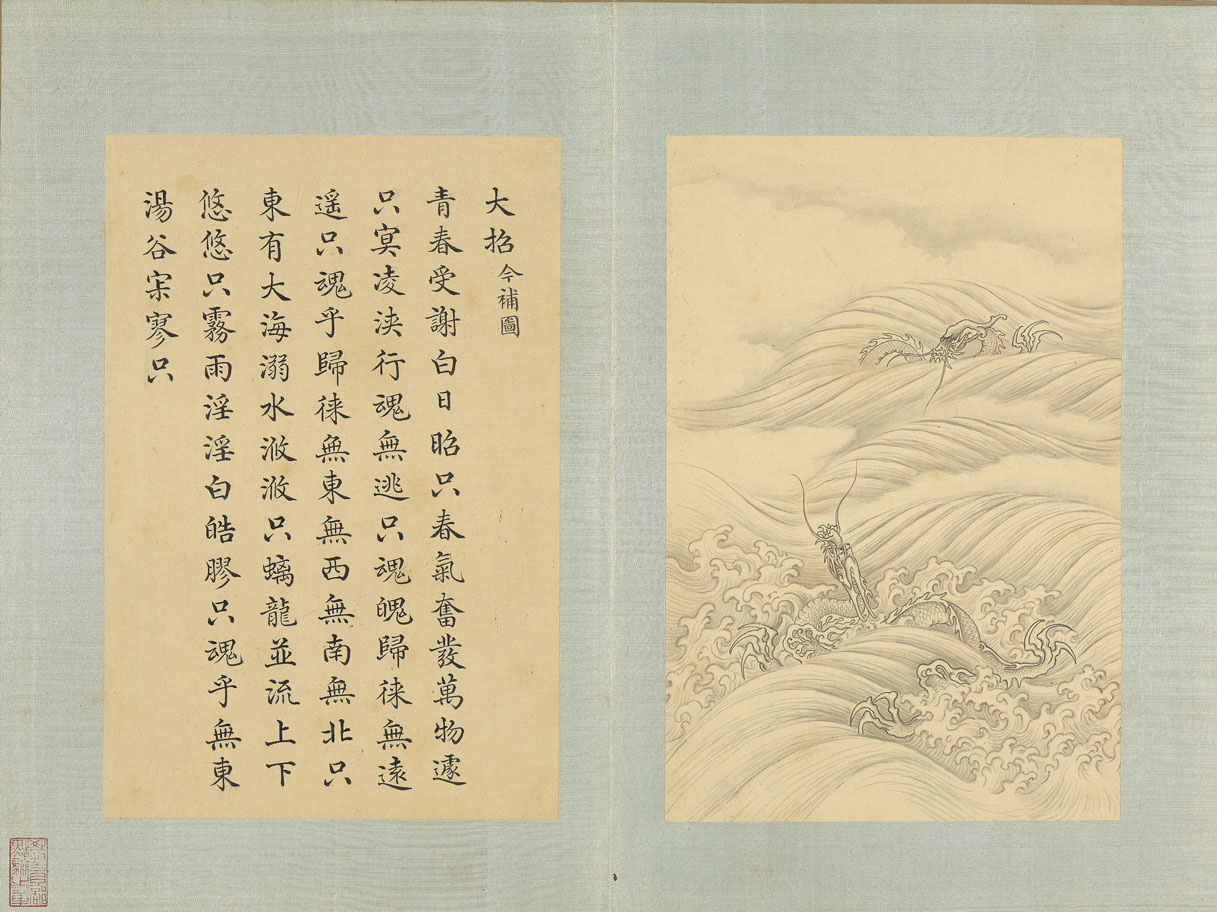 大招 今補圖
青春受謝白日昭只春氣奮發萬物遽
只冥凌浹行魂無逃只魂魄歸徠無遠
遥只魂乎歸徠無東無西無南無北只
東有大海溺水浟浟只螭龍並流上下
悠悠只霧雨淫淫白皓膠只魂乎無東
湯谷宋寥只